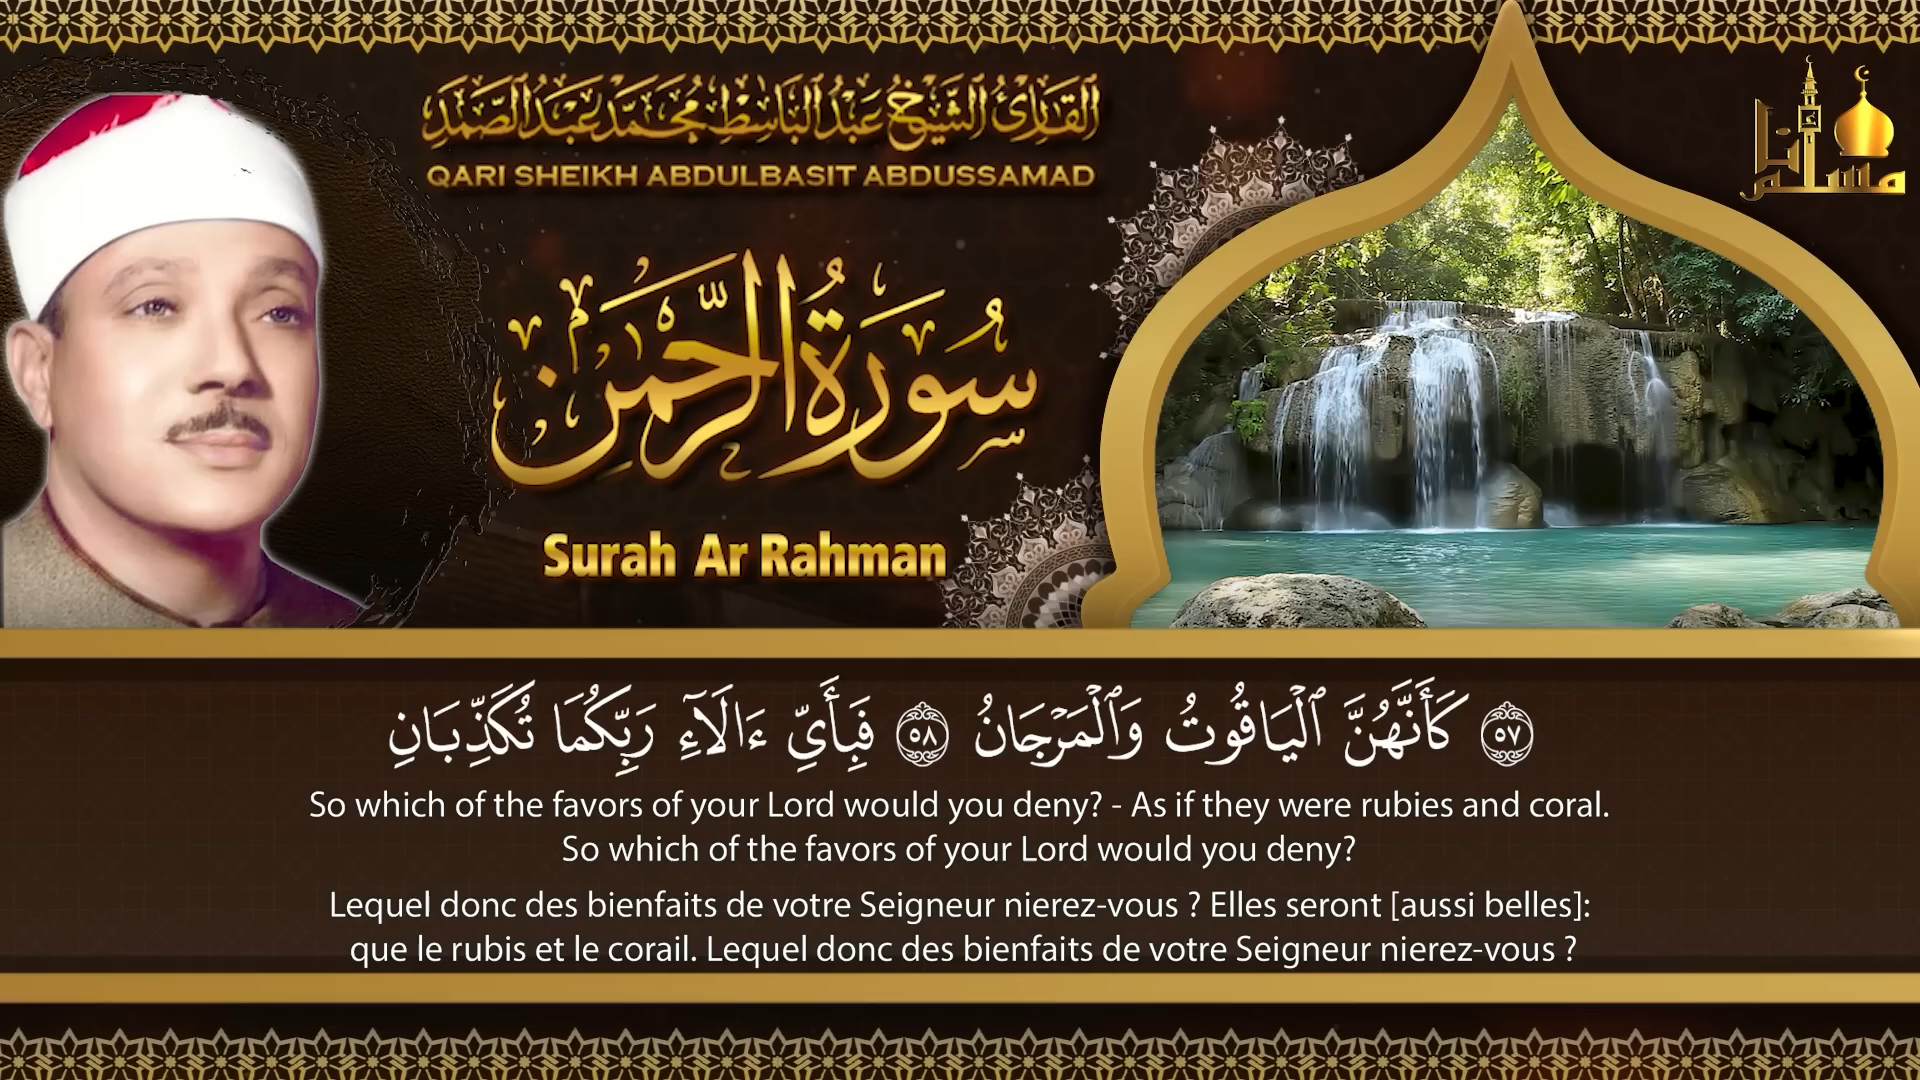 القارئ الشيخ عبد الباسط محمد عبد الصمد
QARI SHEIKH ABDULBASIT ABDUSSAMAD
أنا مسلم
سُورَةُ الرَّحْمَٰنِ
Surah Ar Rahman
۝٥٧ كَأَنَّهُنَّ ٱلْيَاقُوتُ وَٱلْمَرْجَانُ ۝٥٨ فَبِأَيِّ ءَالَآءِ رَبِّكُمَا تُكَذِّبَانِ
So which of the favors of your Lord would you deny? - As if they were rubies and coral.
So which of the favors of your Lord would you deny?
Lequel donc des bienfaits de votre Seigneur nierez-vous ? Elles seront [aussi belles]:
que le rubis et le corail. Lequel donc des bienfaits de votre Seigneur nierez-vous ?